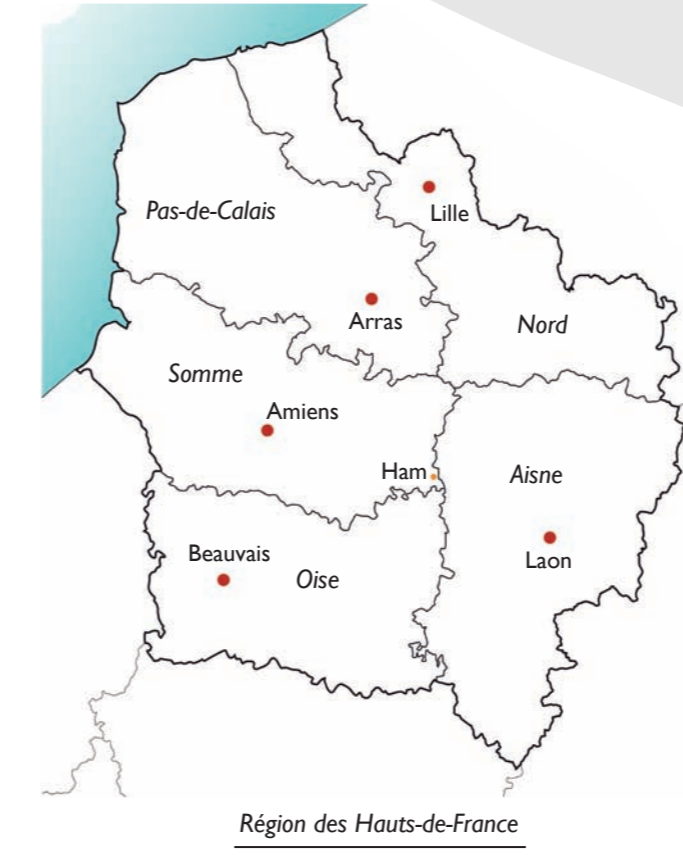 Pas-de-Calais
Lille
Arras
Nord
Somme
Amiens
Ham
Aisne
Beauvais
Oise
Laon
Région des Hauts-de-France